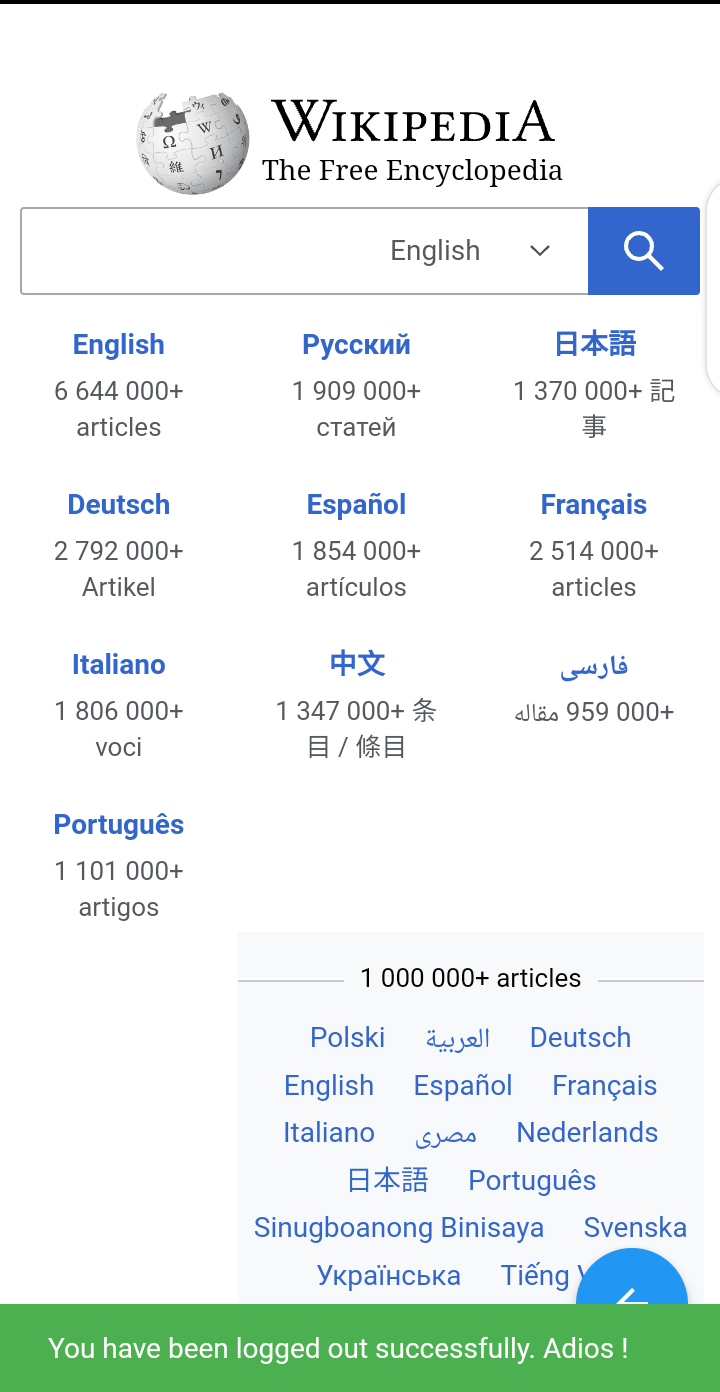 WIKIPEDIA
The Free Encyclopedia
English
English
6 644 000+
articles
Русский
1 909 000+
статей
日本語
1 370 000+ 記
事
Deutsch
2 792 000+
Artikel
Español
1 854 000+
artículos
Français
2 514 000+
articles
Italiano
1 806 000+
voci
中文
1 347 000+ 条
目 / 條目
فارسی
959 000+ مقاله
Português
1 101 000+
artigos
1 000 000+ articles
Polski العربية Deutsch
English Español Français
Italiano مصرى Nederlands
日本語 Português
Sinugboanong Binisaya Svenska
Українська Tiếng
You have been logged out successfully. Adios !